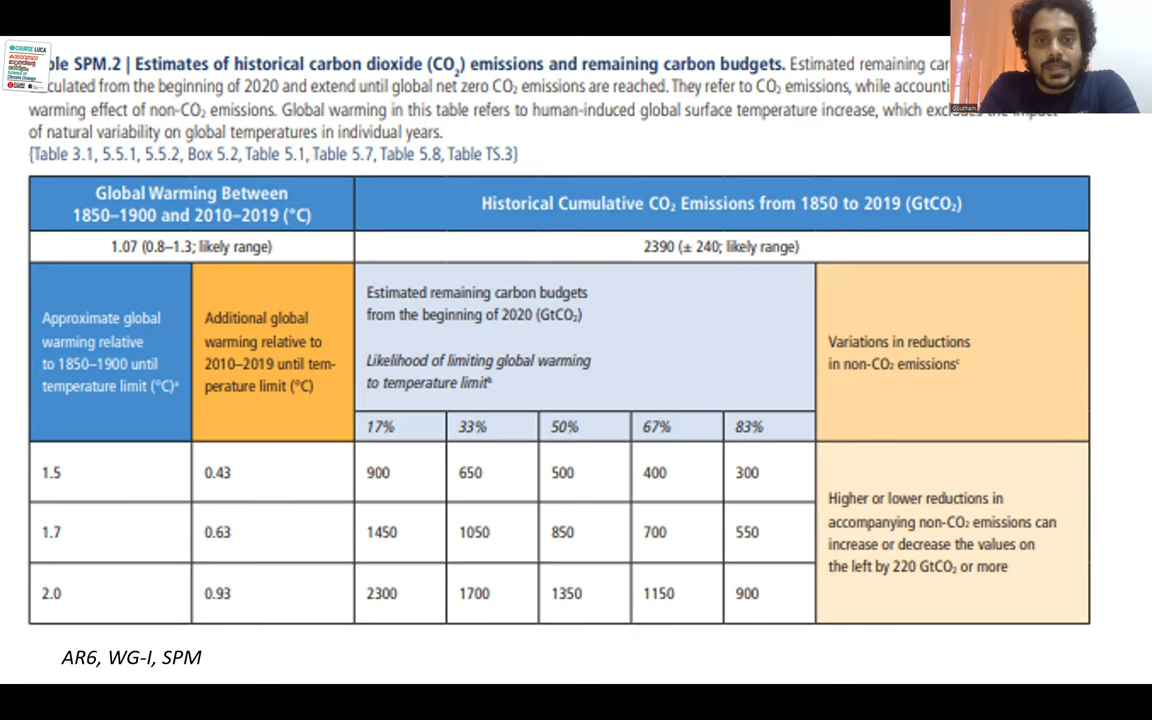 COURSE LUCA
ble SPM.2 | Estimates of historical carbon dioxide (CO2) emissions and remaining carbon budgets. Estimated remaining car
culated from the beginning of 2020 and extend until global net zero CO2 emissions are reached. They refer to CO2 emissions, while accounti
warming effect of non-CO2 emissions. Global warming in this table refers to human-induced global surface temperature increase, which
of natural variability on global temperatures in individual years.
{Table 3.1, 5.5.1, 5.5.2, Box 5.2, Table 5.1, Table 5.7, Table 5.8, Table TS.3}
Goutham
Global Warming Between
1850–1900 and 2010–2019 (°C)
Historical Cumulative CO2 Emissions from 1850 to 2019 (GtCO2)
1.07 (0.8–1.3; likely range)
2390 (± 240; likely range)
Approximate global
warming relative
to 1850–1900 until
temperature limit (°C)a
Additional global
warming relative to
2010–2019 until tem-
perature limit (°C)
Estimated remaining carbon budgets
from the beginning of 2020 (GtCO2)
Likelihood of limiting global warming
to temperature limitb
Variations in reductions
in non-CO2 emissionsc
17% 33% 50% 67% 83%
1.5 0.43 900 650 500 400 300
1.7 0.63 1450 1050 850 700 550
2.0 0.93 2300 1700 1350 1150 900
Higher or lower reductions in
accompanying non-CO2 emissions can
increase or decrease the values on
the left by 220 GtCO2 or more
AR6, WG-I, SPM